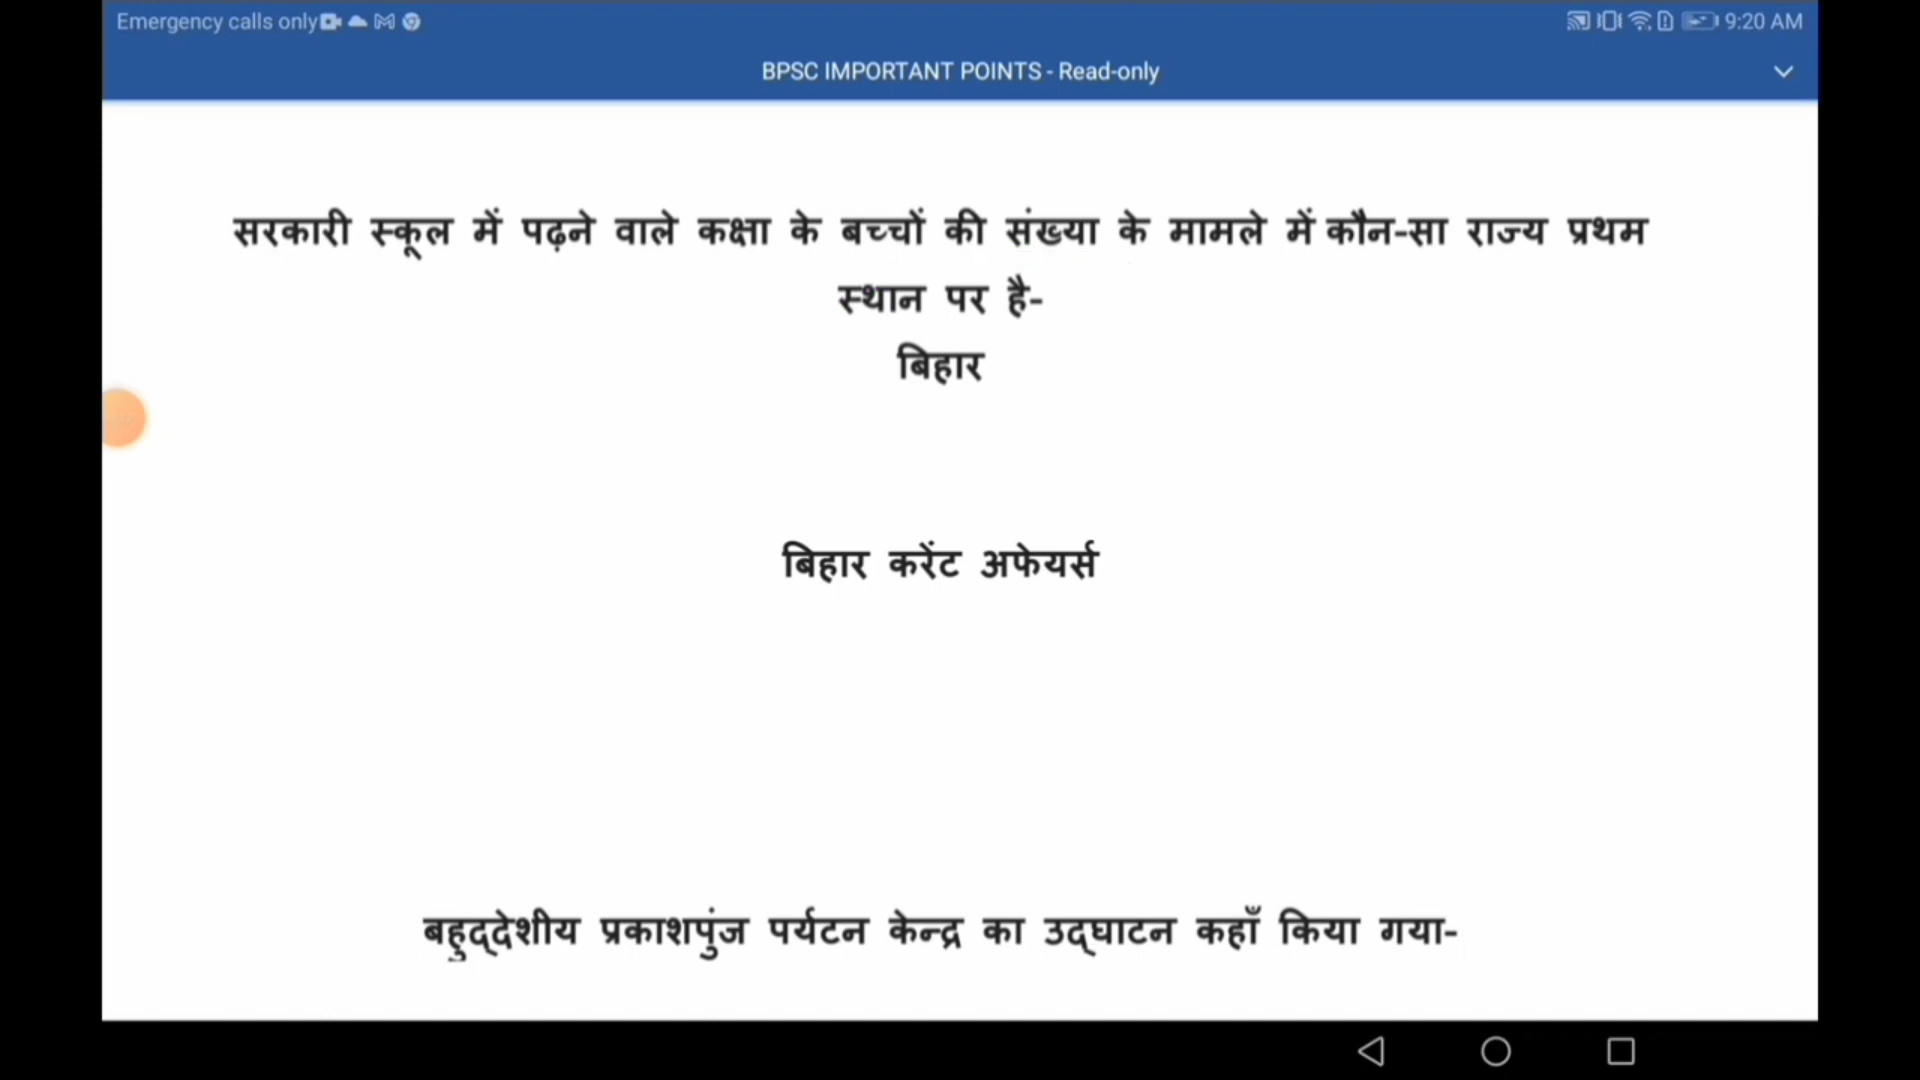 Emergency calls only 9:20 AM
BPSC IMPORTANT POINTS - Read-only
सरकारी स्कूल में पढ़ने वाले कक्षा के बच्चों की संख्या के मामले में कौन-सा राज्य प्रथम
स्थान पर है-
बिहार
बिहार करेंट अफेयर्स
बहुद्देशीय प्रकाशपुंज पर्यटन केन्द्र का उद्घाटन कहाँ किया गया-